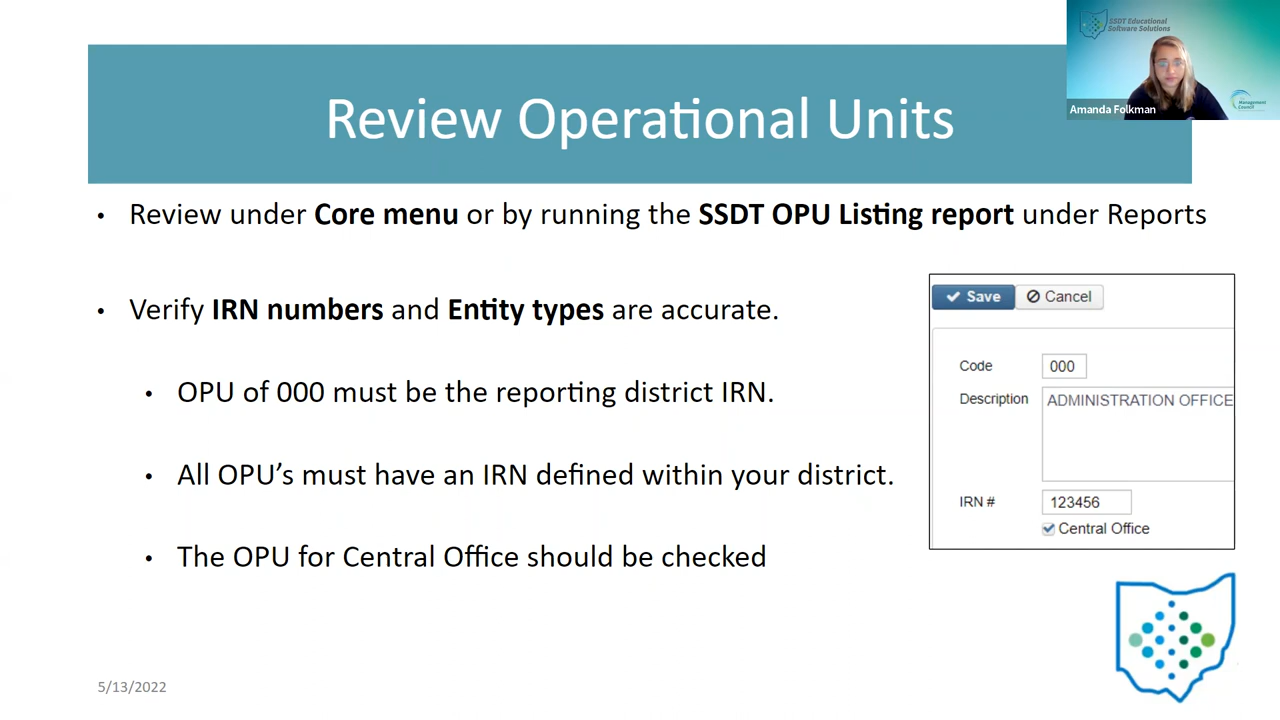 SSDT Educational
Software Solutions
Management
Council
Amanda Folkman
Review Operational Units
• Review under Core menu or by running the SSDT OPU Listing report under Reports
• Verify IRN numbers and Entity types are accurate.
• OPU of 000 must be the reporting district IRN.
• All OPU’s must have an IRN defined within your district.
• The OPU for Central Office should be checked
Save Cancel
Code 000
Description ADMINISTRATION OFFICE
IRN # 123456
Central Office
5/13/2022